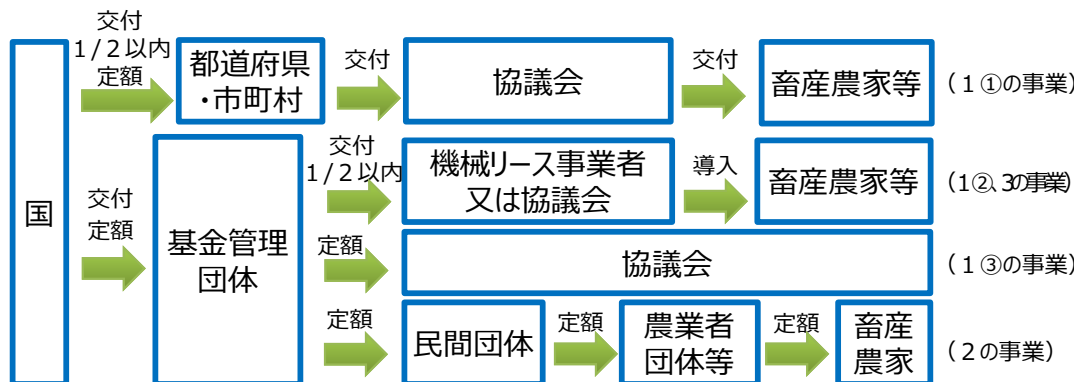 国
交付
1/2以内
定額
都道府県
・市町村
交付
協議会
交付
畜産農家等
(1①の事業)
交付
定額
基金管理
団体
交付
1/2以内
機械リース事業者
又は協議会
導入
畜産農家等
(1②、3の事業)
定額
協議会
(1③の事業)
定額
民間団体
定額
農業者
団体等
定額
畜産
農家
(2の事業)